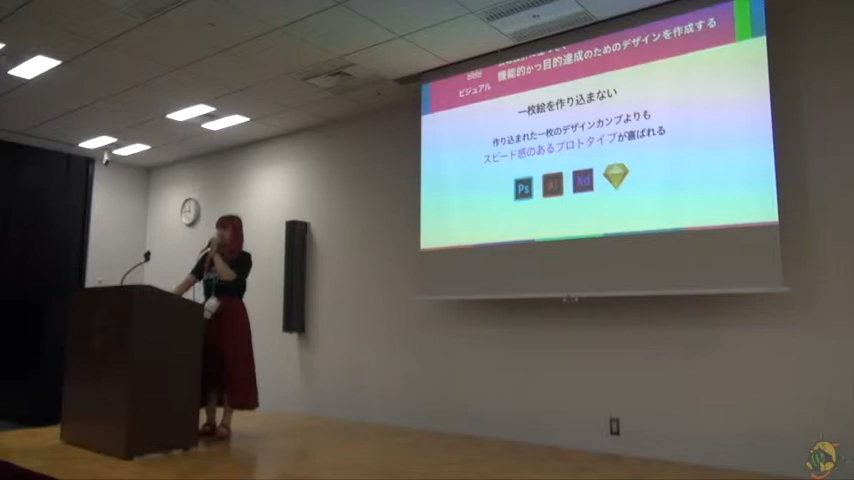 ビジュアル
機能的かつ目的達成のためのデザインを作成する
一枚絵を作り込まない
作り込まれた一枚のデザインカンプよりも
スピード感のあるプロトタイプが喜ばれる
Ps Ai Xd